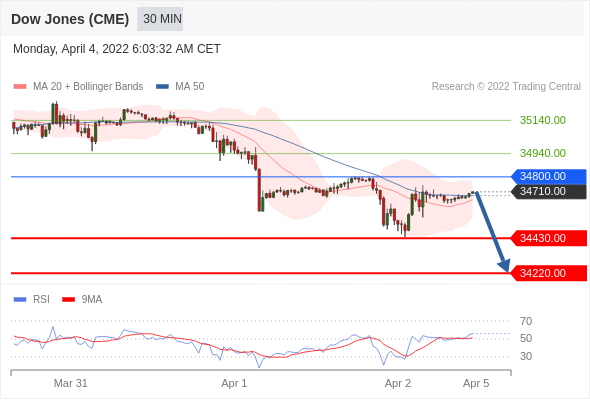 Dow Jones (CME) 30 MIN
Monday, April 4, 2022 6:03:32 AM CET
MA 20 + Bollinger Bands MA 50 Research © 2022 Trading Central
35140.00
34940.00
34800.00
34710.00
34430.00
34220.00
RSI 9MA
70
50
30
Mar 31 Apr 1 Apr 2 Apr 5